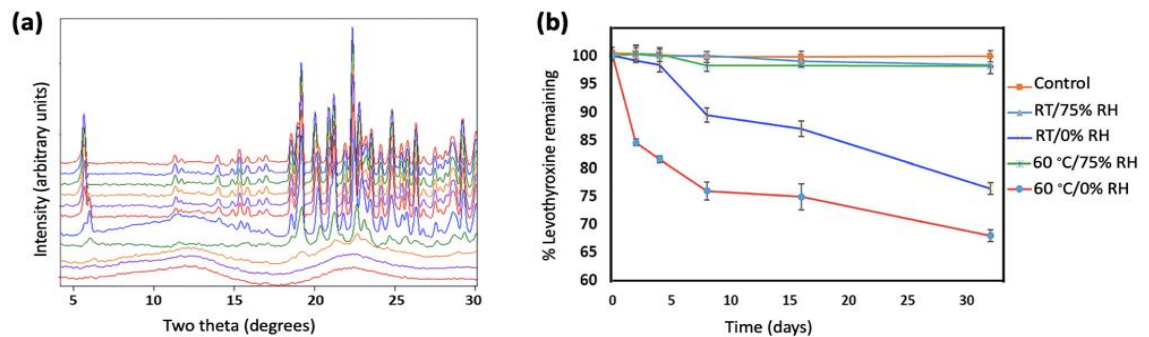 (a)
Intensity (arbitrary units)
5 10 15 20 25 30
Two theta (degrees)
(b)
% Levothyroxine remaining
100
95
90
85
80
75
70
65
60
0 5 10 15 20 25 30
Time (days)
Control
RT/75% RH
RT/0% RH
60 °C/75% RH
60 °C/0% RH